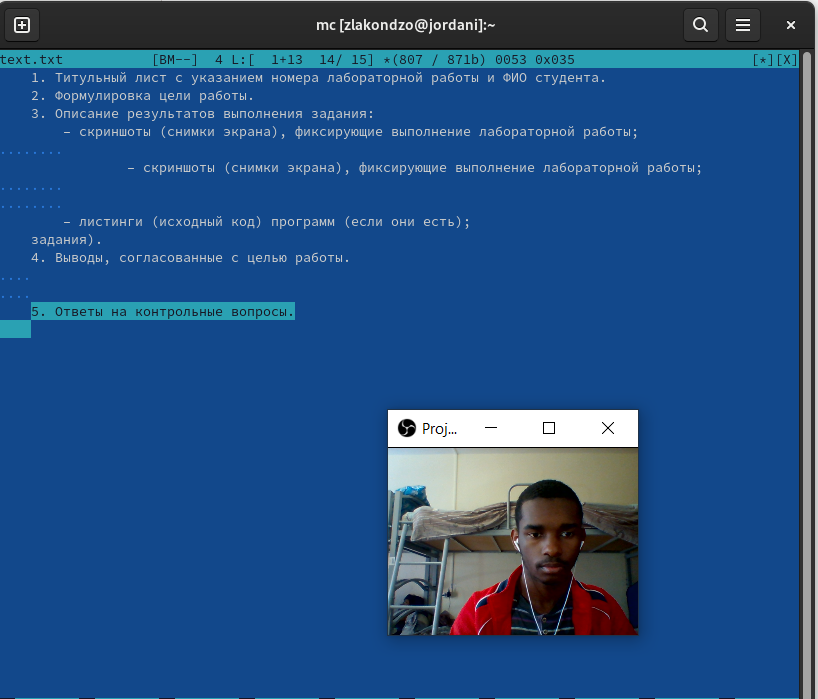 mc [zlakondzo@jordani]:~
text.txt [BM--] 4 L:[ 1+13 14/ 15] *(807 / 871b) 0053 0x035 [*][X]
1. Титульный лист с указанием номера лабораторной работы и ФИО студента.
2. Формулировка цели работы.
3. Описание результатов выполнения задания:
– скриншоты (снимки экрана), фиксирующие выполнение лабораторной работы;
........
– скриншоты (снимки экрана), фиксирующие выполнение лабораторной работы;
........
........
– листинги (исходный код) программ (если они есть);
задания).
4. Выводы, согласованные с целью работы.
....
....
5. Ответы на контрольные вопросы.
Proj...